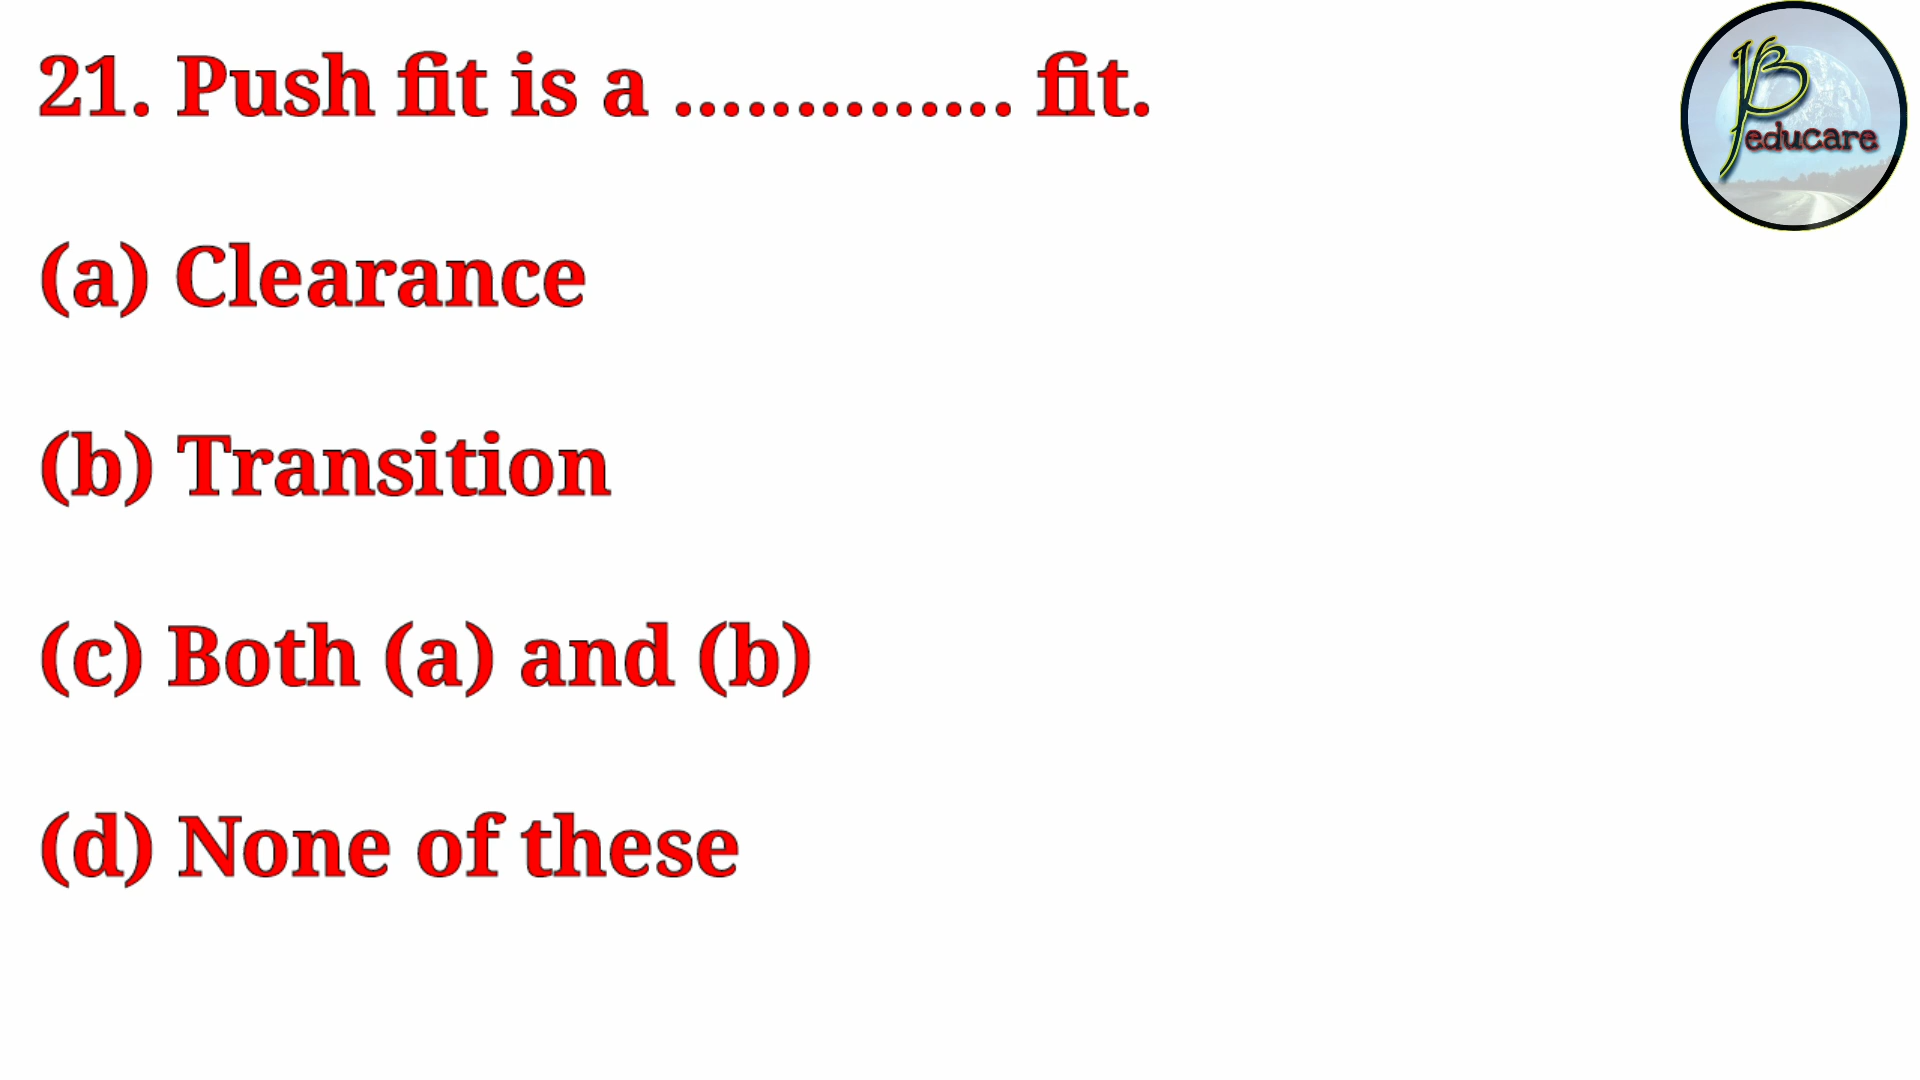 21. Push fit is a .............. fit.
(a) Clearance
(b) Transition
(c) Both (a) and (b)
(d) None of these
educare